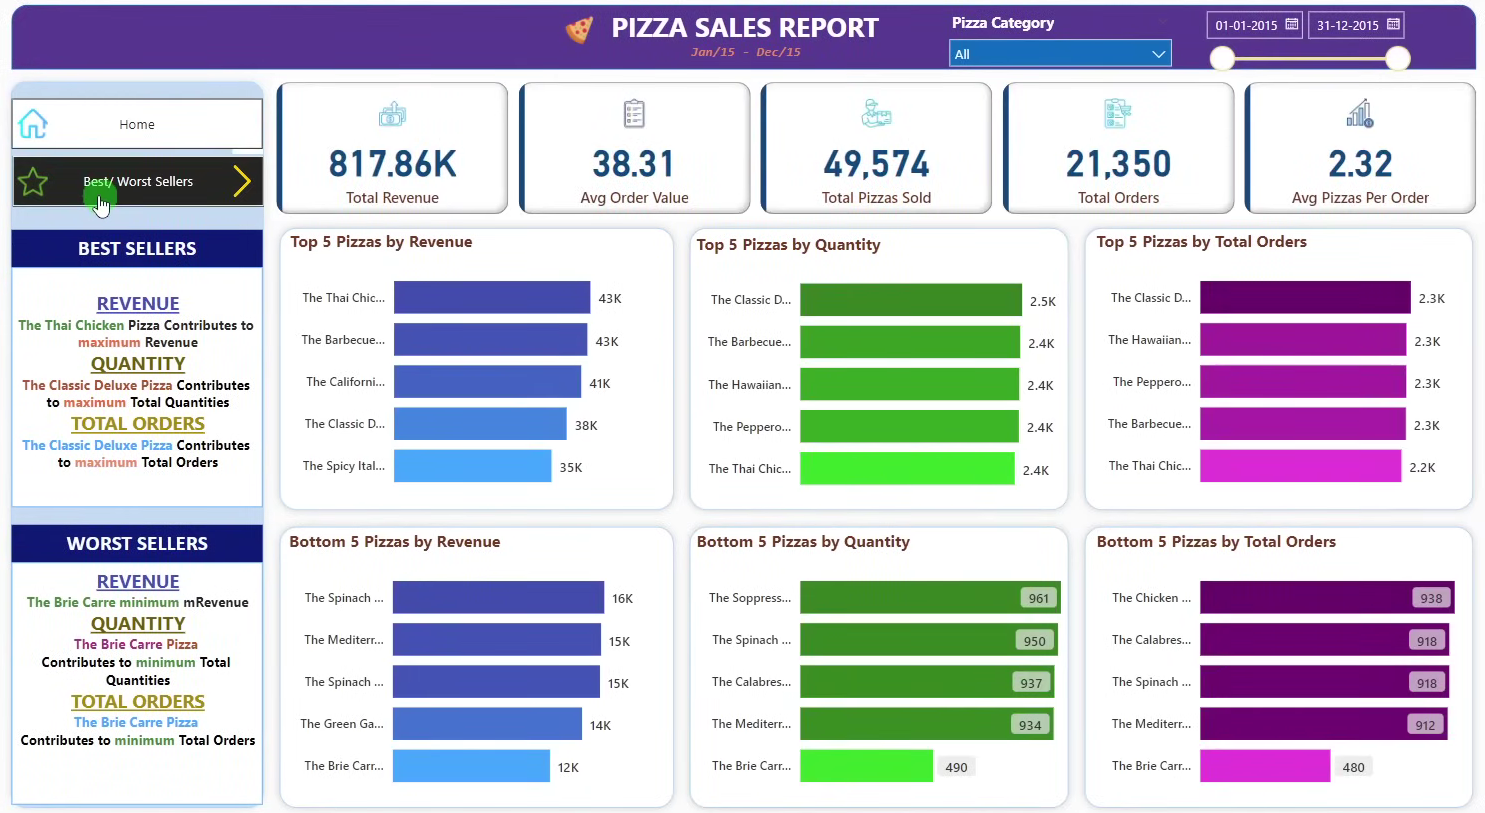 PIZZA SALES REPORT
Jan/15 - Dec/15
Pizza Category
All
01-01-2015
31-12-2015
Home
Best/ Worst Sellers
817.86K
Total Revenue
38.31
Avg Order Value
49,574
Total Pizzas Sold
21,350
Total Orders
2.32
Avg Pizzas Per Order
BEST SELLERS
REVENUE
The Thai Chicken Pizza Contributes to
maximum Revenue
QUANTITY
The Classic Deluxe Pizza Contributes
to maximum Total Quantities
TOTAL ORDERS
The Classic Deluxe Pizza Contributes
to maximum Total Orders
WORST SELLERS
REVENUE
The Brie Carre minimum mRevenue
QUANTITY
The Brie Carre Pizza
Contributes to minimum Total
Quantities
TOTAL ORDERS
The Brie Carre Pizza
Contributes to minimum Total Orders
Top 5 Pizzas by Revenue
The Thai Chic... 43K
The Barbecue... 43K
The Californi... 41K
The Classic D... 38K
The Spicy Ital... 35K
Top 5 Pizzas by Quantity
The Classic D... 2.5K
The Barbecue... 2.4K
The Hawaiian... 2.4K
The Peppero... 2.4K
The Thai Chic... 2.4K
Top 5 Pizzas by Total Orders
The Classic D... 2.3K
The Hawaiian... 2.3K
The Peppero... 2.3K
The Barbecue... 2.3K
The Thai Chic... 2.2K
Bottom 5 Pizzas by Revenue
The Spinach ... 16K
The Mediterr... 15K
The Spinach ... 15K
The Green Ga... 14K
The Brie Carr... 12K
Bottom 5 Pizzas by Quantity
The Soppress... 961
The Spinach ... 950
The Calabres... 937
The Mediterr... 934
The Brie Carr... 490
Bottom 5 Pizzas by Total Orders
The Chicken ... 938
The Calabres... 918
The Spinach ... 918
The Mediterr... 912
The Brie Carr... 480